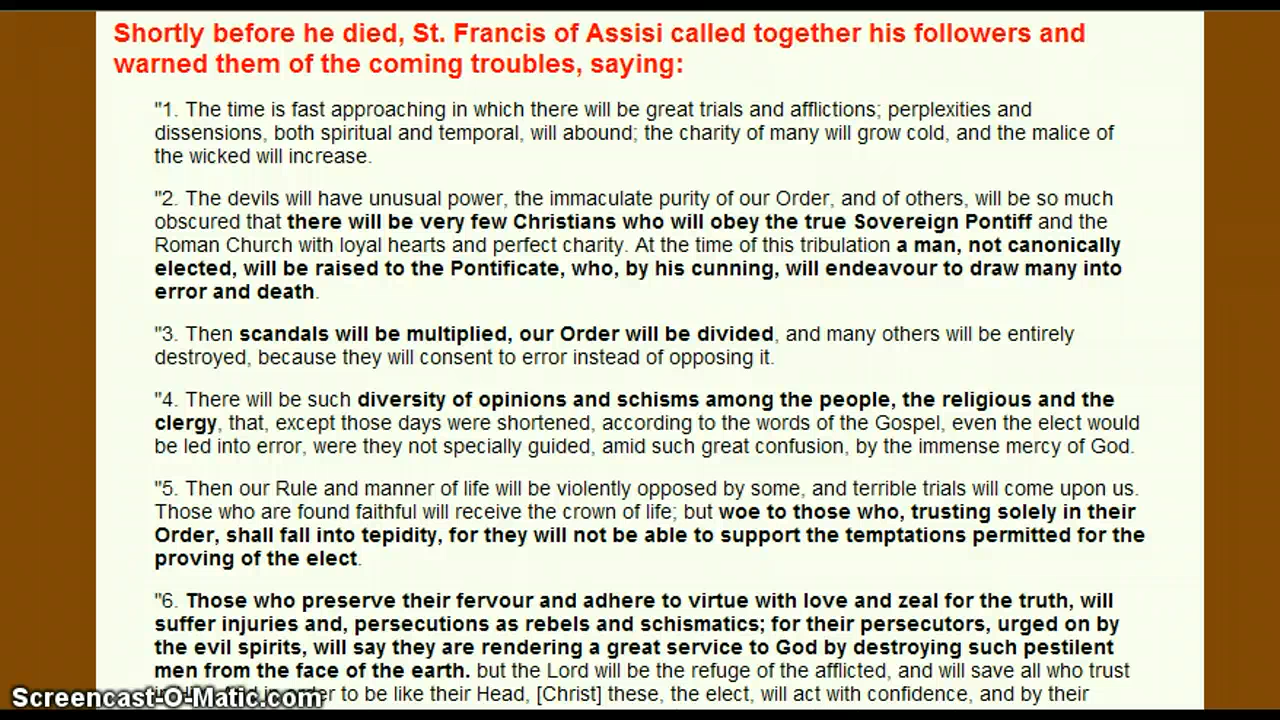 Shortly before he died, St. Francis of Assisi called together his followers and
warned them of the coming troubles, saying:
"1. The time is fast approaching in which there will be great trials and afflictions; perplexities and
dissensions, both spiritual and temporal, will abound; the charity of many will grow cold, and the malice of
the wicked will increase.
"2. The devils will have unusual power, the immaculate purity of our Order, and of others, will be so much
obscured that there will be very few Christians who will obey the true Sovereign Pontiff and the
Roman Church with loyal hearts and perfect charity. At the time of this tribulation a man, not canonically
elected, will be raised to the Pontificate, who, by his cunning, will endeavour to draw many into
error and death.
"3. Then scandals will be multiplied, our Order will be divided, and many others will be entirely
destroyed, because they will consent to error instead of opposing it.
"4. There will be such diversity of opinions and schisms among the people, the religious and the
clergy, that, except those days were shortened, according to the words of the Gospel, even the elect would
be led into error, were they not specially guided, amid such great confusion, by the immense mercy of God.
"5. Then our Rule and manner of life will be violently opposed by some, and terrible trials will come upon us.
Those who are found faithful will receive the crown of life; but woe to those who, trusting solely in their
Order, shall fall into tepidity, for they will not be able to support the temptations permitted for the
proving of the elect.
"6. Those who preserve their fervour and adhere to virtue with love and zeal for the truth, will
suffer injuries and, persecutions as rebels and schismatics; for their persecutors, urged on by
the evil spirits, will say they are rendering a great service to God by destroying such pestilent
men from the face of the earth. but the Lord will be the refuge of the afflicted, and will save all who trust
to be like their Head, [Christ] these, the elect, will act with confidence, and by their
Screencast-O-Matic.com